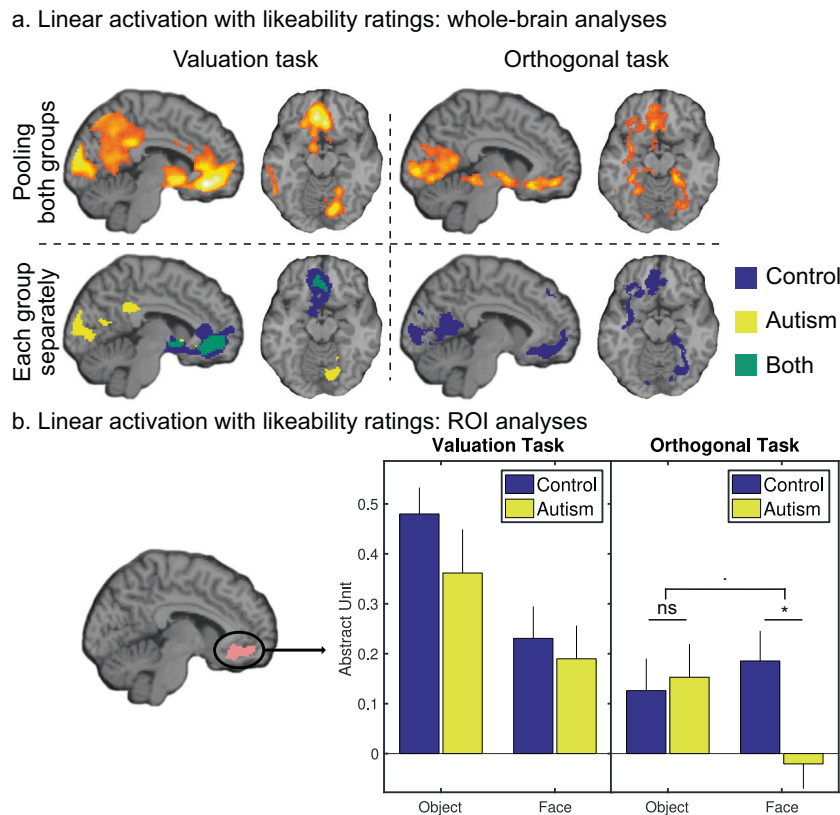 a. Linear activation with likeability ratings: whole-brain analyses
Valuation task
Orthogonal task
Pooling
both groups
Each group
separately
Control
Autism
Both
b. Linear activation with likeability ratings: ROI analyses
Valuation Task
Orthogonal Task
Control
Autism
Control
Autism
Abstract Unit
0.5
0.4
0.3
0.2
0.1
0
ns
.
*
Object
Face
Object
Face